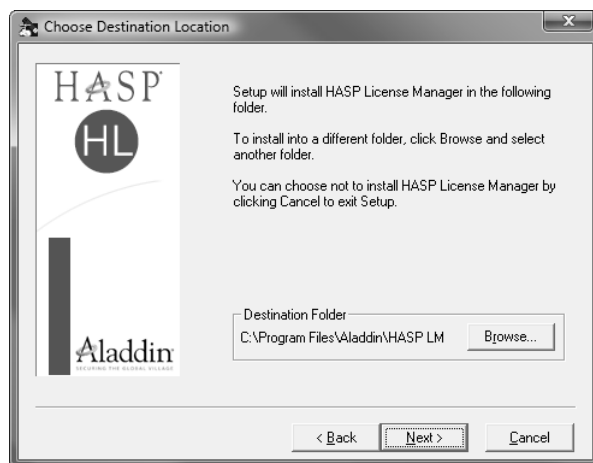 Choose Destination Location
HASP
HL
Aladdin
SECURING THE GLOBAL VILLAGE
Setup will install HASP License Manager in the following
folder.
To install into a different folder, click Browse and select
another folder.
You can choose not to install HASP License Manager by
clicking Cancel to exit Setup.
Destination Folder
C:\Program Files\Aladdin\HASP LM
Browse...
< Back
Next >
Cancel